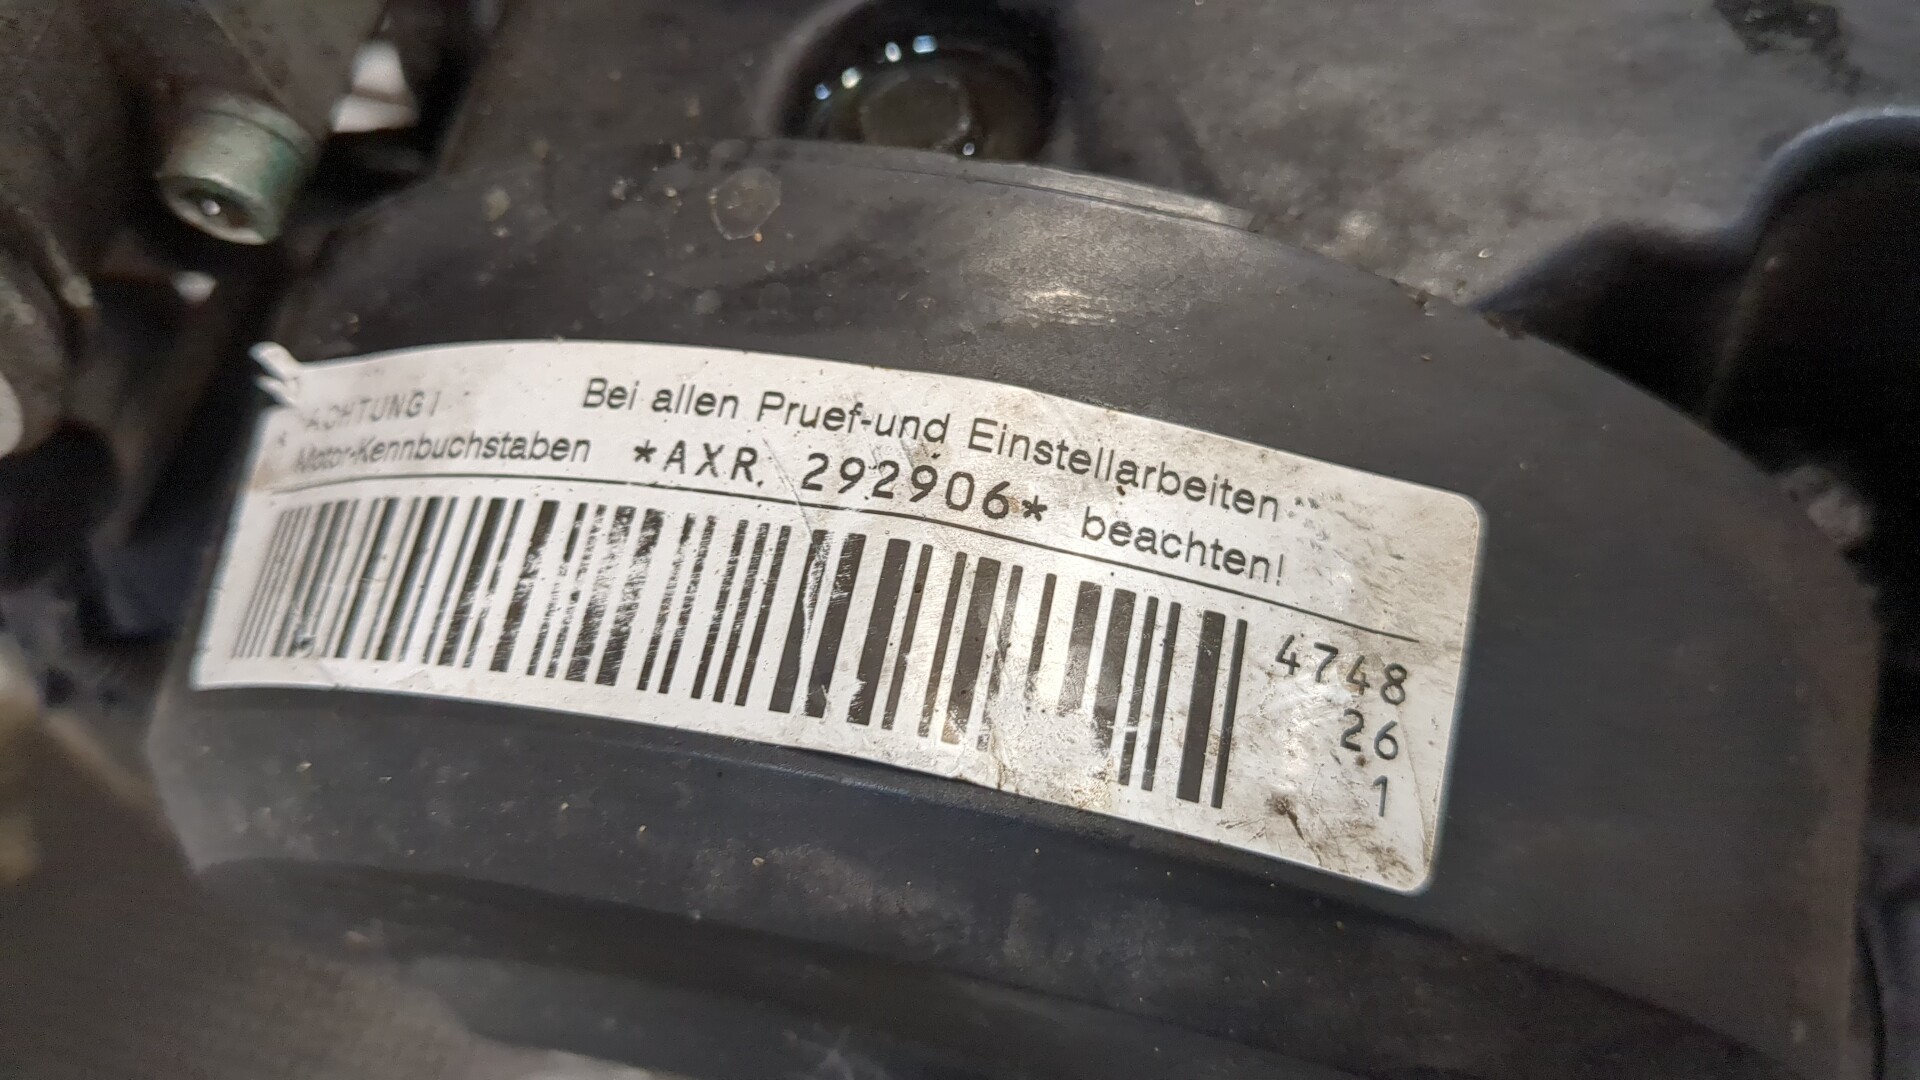 ACHTUNG! Bei allen Pruef-und Einstellarbeiten
Motor-Kennbuchstaben *AXR. 292906* beachten!
4748
26
1